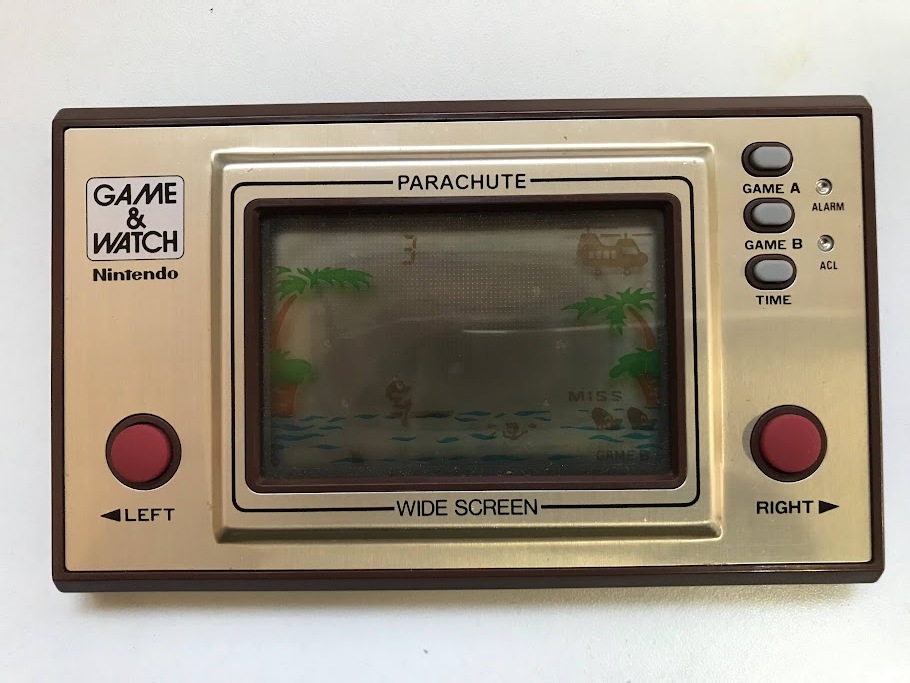 GAME
&
WATCH
Nintendo
PARACHUTE
GAME A
ALARM
GAME B
ACL
TIME
3
MISS
GAME B
◀LEFT
WIDE SCREEN
RIGHT▶